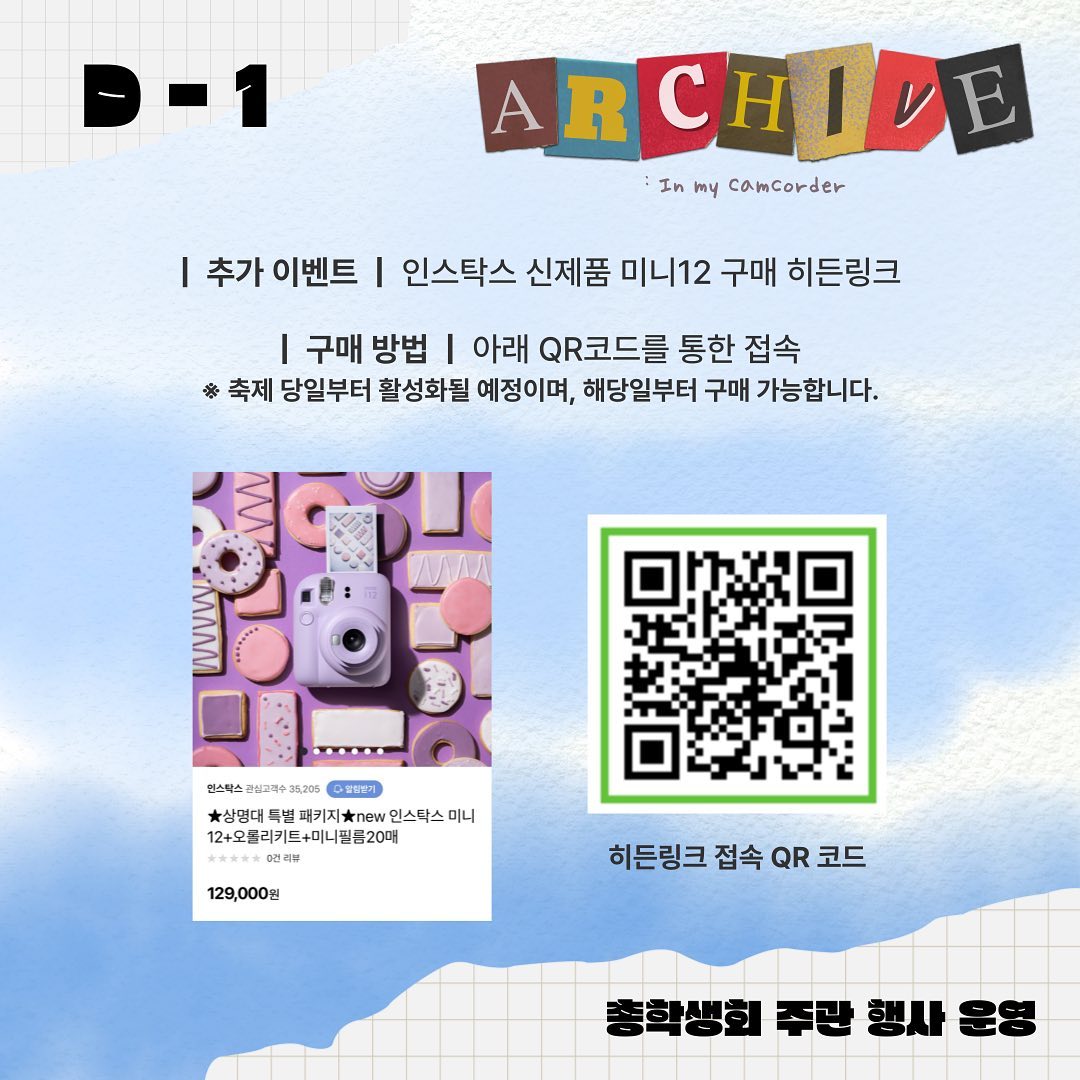 D-1
ARCHIVE
: In my Camcorder
| 추가 이벤트 | 인스탁스 신제품 미니12 구매 히든링크
| 구매 방법 | 아래 QR코드를 통한 접속
※ 축제 당일부터 활성화될 예정이며, 해당일부터 구매 가능합니다.
인스탁스 관심고객수 35,205 알림받기
★상명대 특별 패키지★new 인스탁스 미니
12+오롤리키트+미니필름20매
★★★★★ 0건 리뷰
129,000원
히든링크 접속 QR 코드
총학생회 주관 행사 운영